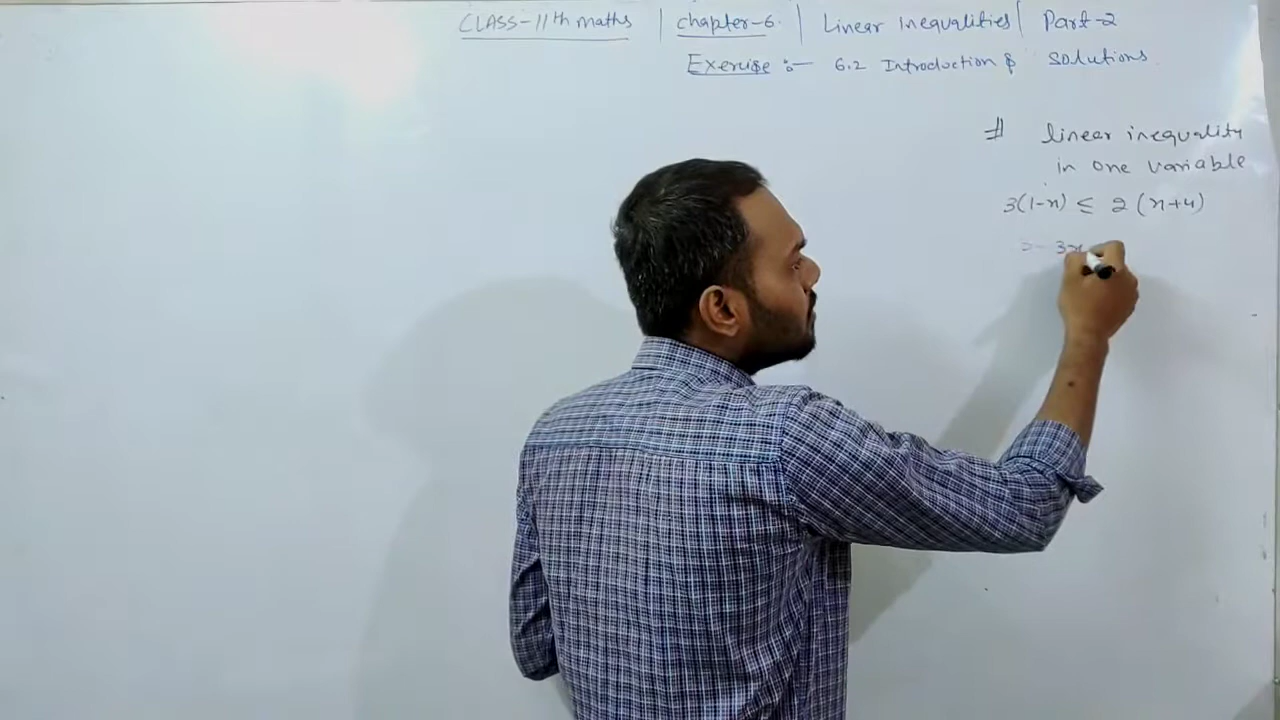 CLASS-11th maths | chapter-6. | Linear Inequalities | Part-2
Exercise :- 6.2 Introduction & solutions
# linear inequality
in one variable
3(1-x) ≤ 2(x+4)
3x